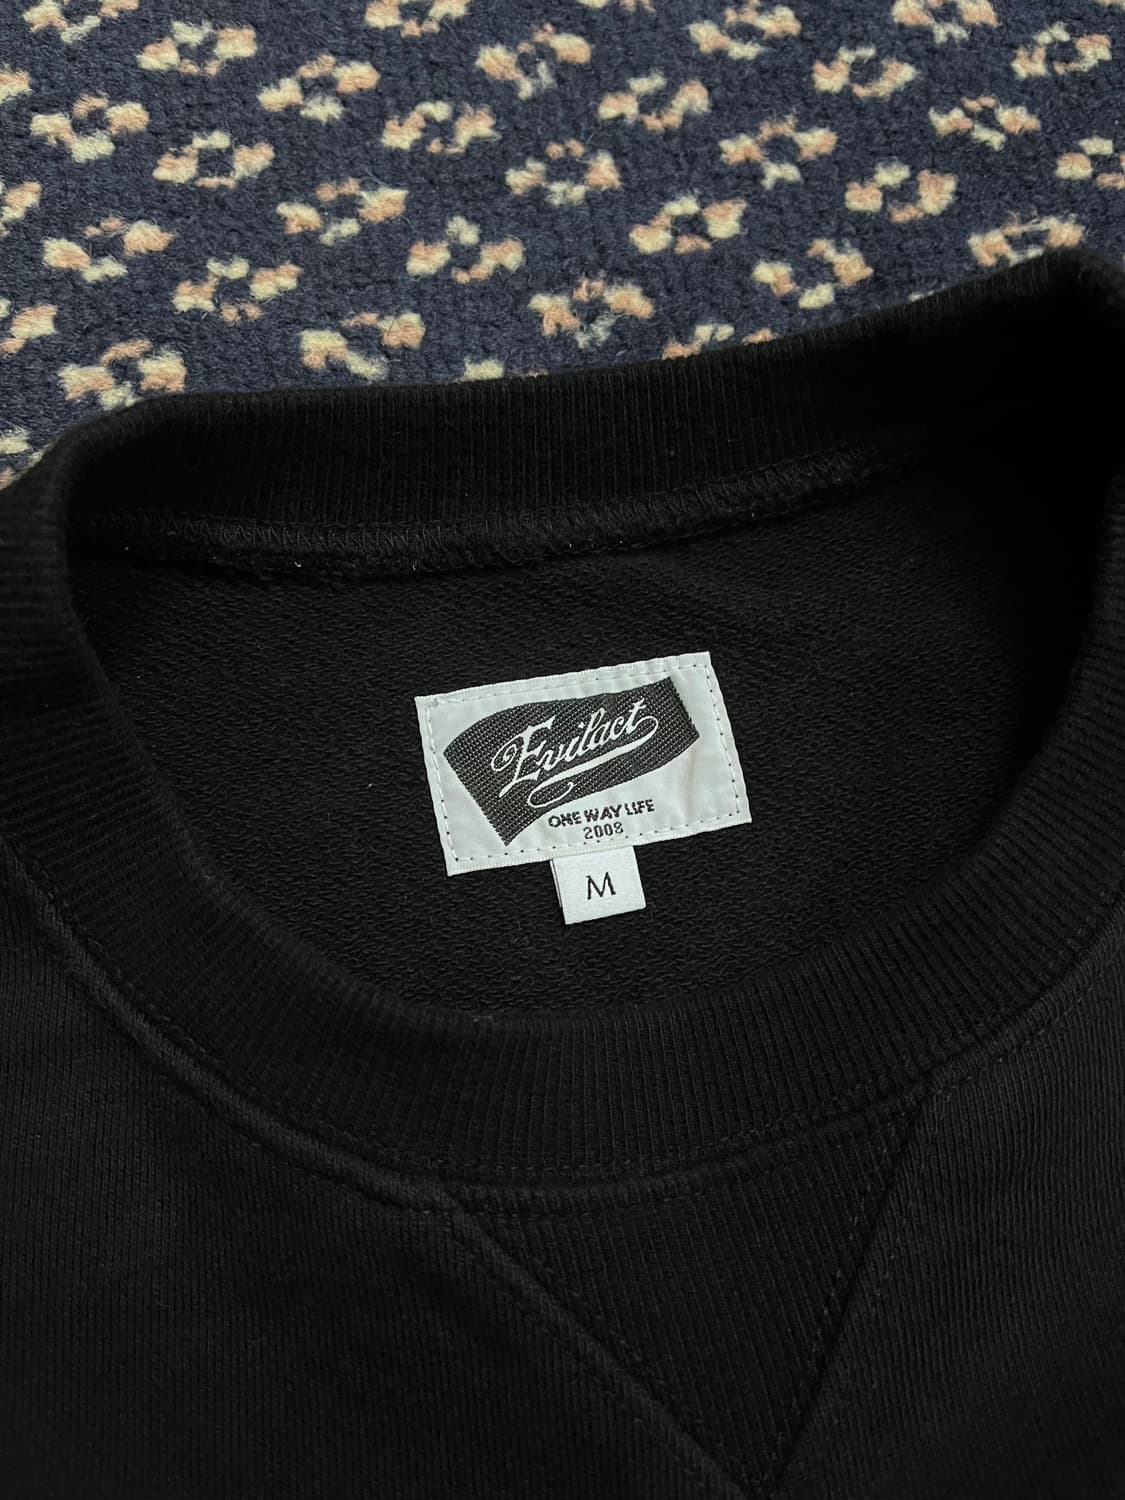 Evilact
ONE WAY LIFE
2008
M